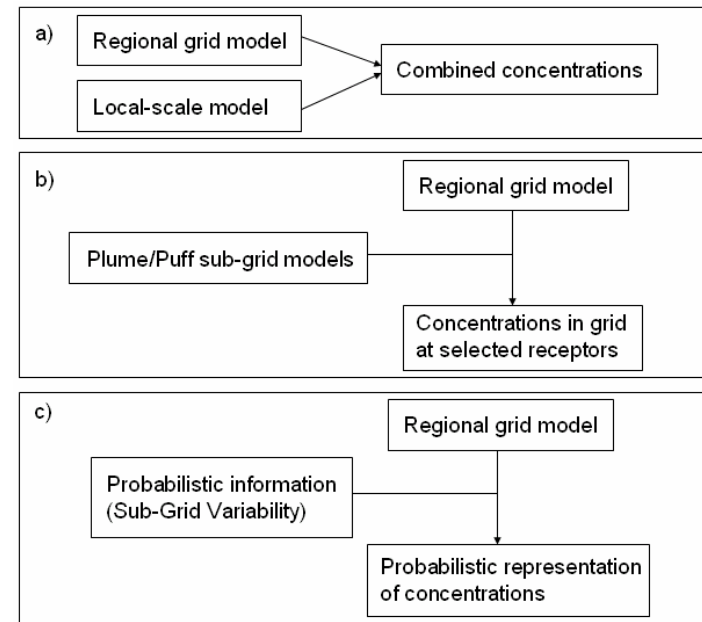 a)
Regional grid model
Local-scale model
Combined concentrations
b)
Regional grid model
Plume/Puff sub-grid models
Concentrations in grid
at selected receptors
c)
Regional grid model
Probabilistic information
(Sub-Grid Variability)
Probabilistic representation
of concentrations